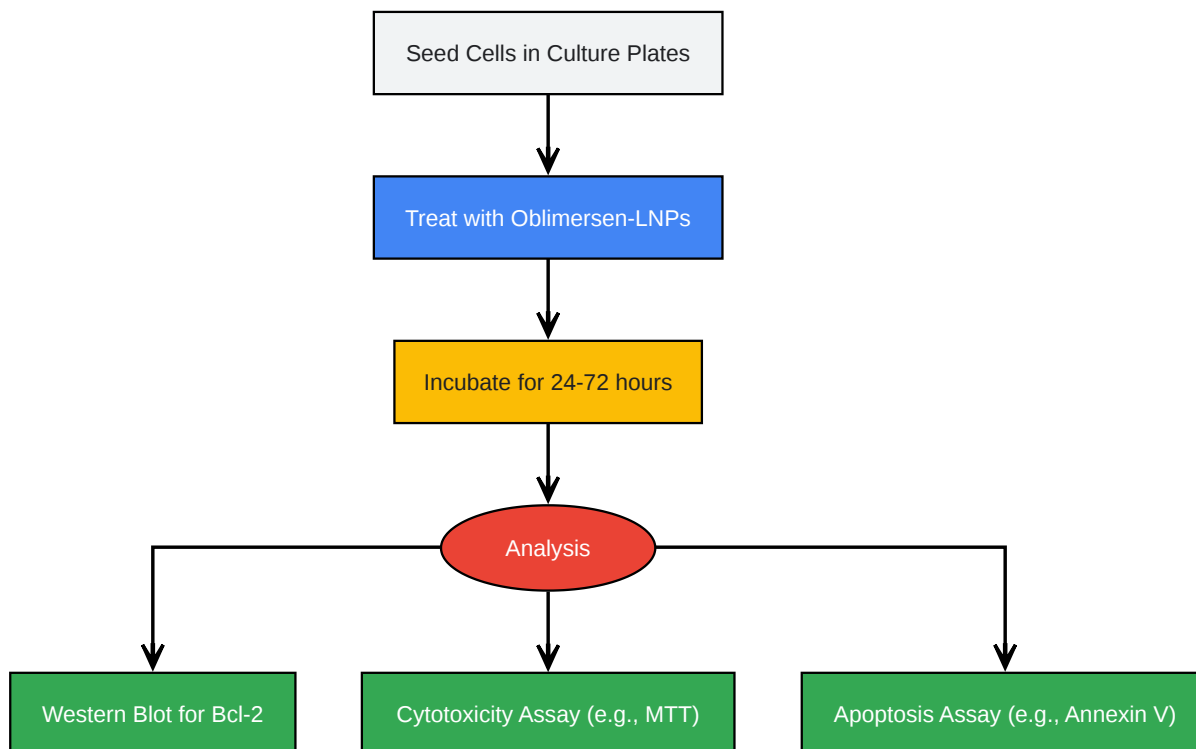 Seed Cells in Culture Plates
Treat with Oblimersen-LNPs
Incubate for 24-72 hours
Analysis
Western Blot for Bcl-2
Cytotoxicity Assay (e.g., MTT)
Apoptosis Assay (e.g., Annexin V)